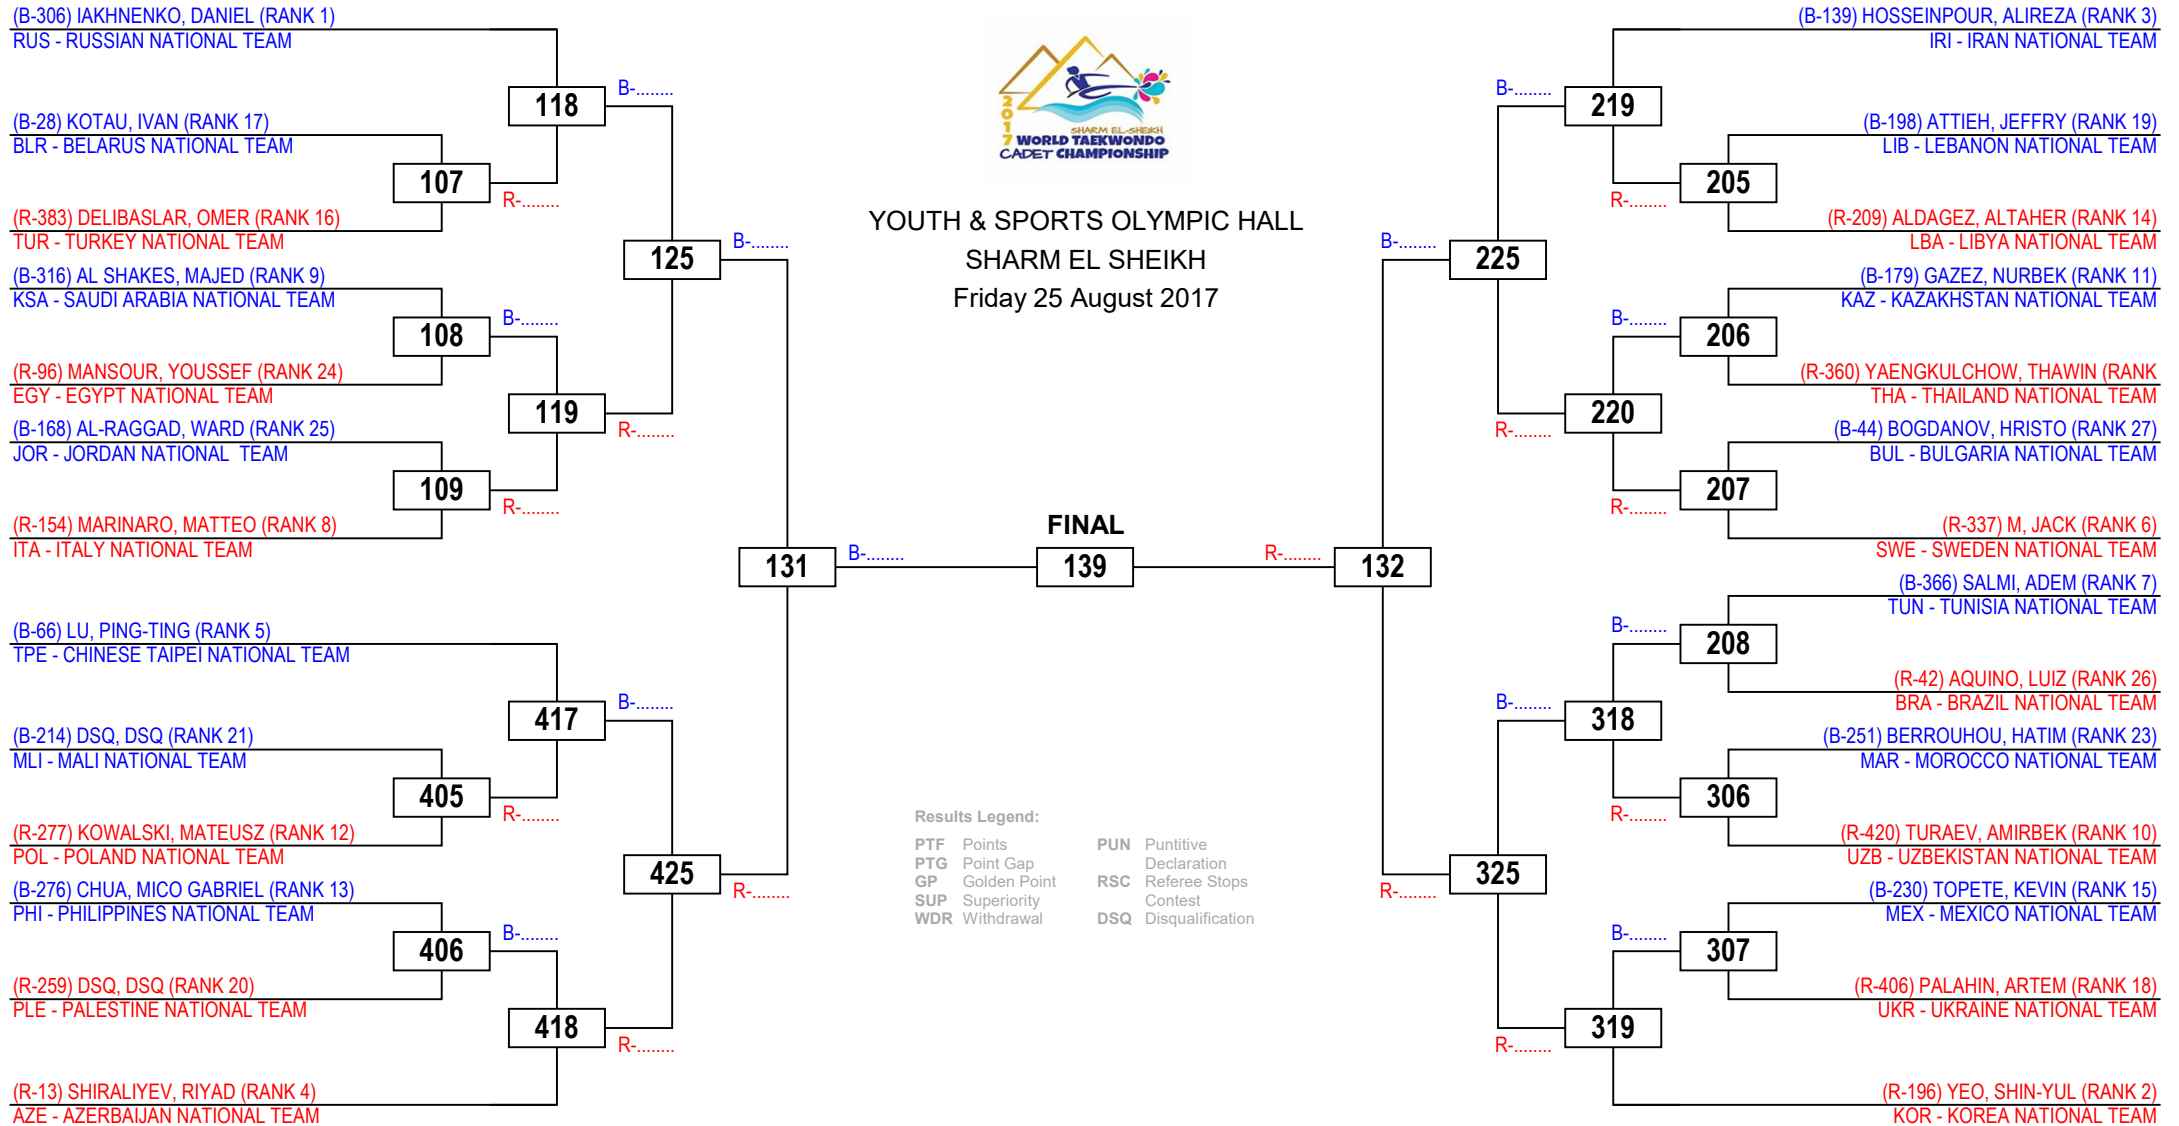 (B-306) IAKHNENKO, DANIEL (RANK 1)
RUS - RUSSIAN NATIONAL TEAM
118
B-........
(B-28) KOTAU, IVAN (RANK 17)
BLR - BELARUS NATIONAL TEAM
107
R-........
(R-383) DELIBASLAR, OMER (RANK 16)
TUR - TURKEY NATIONAL TEAM
125
B-........
(B-316) AL SHAKES, MAJED (RANK 9)
KSA - SAUDI ARABIA NATIONAL TEAM
108
B-........
(R-96) MANSOUR, YOUSSEF (RANK 24)
EGY - EGYPT NATIONAL TEAM
119
R-........
(B-168) AL-RAGGAD, WARD (RANK 25)
JOR - JORDAN NATIONAL  TEAM
109
R-........
(R-154) MARINARO, MATTEO (RANK 8)
ITA - ITALY NATIONAL TEAM
131
B-........
(B-66) LU, PING-TING (RANK 5)
TPE - CHINESE TAIPEI NATIONAL TEAM
417
B-........
(B-214) DSQ, DSQ (RANK 21)
MLI - MALI NATIONAL TEAM
405
R-........
(R-277) KOWALSKI, MATEUSZ (RANK 12)
POL - POLAND NATIONAL TEAM
425
R-........
(B-276) CHUA, MICO GABRIEL (RANK 13)
PHI - PHILIPPINES NATIONAL TEAM
406
B-........
(R-259) DSQ, DSQ (RANK 20)
PLE - PALESTINE NATIONAL TEAM
418
R-........
(R-13) SHIRALIYEV, RIYAD (RANK 4)
AZE - AZERBAIJAN NATIONAL TEAM
2017
SHARM EL-SHEIKH
WORLD TAEKWONDO
CADET CHAMPIONSHIP
YOUTH & SPORTS OLYMPIC HALL
SHARM EL SHEIKH
Friday 25 August 2017
FINAL
139
Results Legend:
PTF Points
PTG Point Gap
GP Golden Point
SUP Superiority
WDR Withdrawal
PUN Puntitive
Declaration
RSC Referee Stops
Contest
DSQ Disqualification
(B-139) HOSSEINPOUR, ALIREZA (RANK 3)
IRI - IRAN NATIONAL TEAM
B-........
219
(B-198) ATTIEH, JEFFRY (RANK 19)
LIB - LEBANON NATIONAL TEAM
205
R-........
(R-209) ALDAGEZ, ALTAHER (RANK 14)
LBA - LIBYA NATIONAL TEAM
B-........
225
(B-179) GAZEZ, NURBEK (RANK 11)
KAZ - KAZAKHSTAN NATIONAL TEAM
B-........
206
(R-360) YAENGKULCHOW, THAWIN (RANK
THA - THAILAND NATIONAL TEAM
220
R-........
(B-44) BOGDANOV, HRISTO (RANK 27)
BUL - BULGARIA NATIONAL TEAM
207
R-........
(R-337) M, JACK (RANK 6)
SWE - SWEDEN NATIONAL TEAM
R-........
132
(B-366) SALMI, ADEM (RANK 7)
TUN - TUNISIA NATIONAL TEAM
B-........
208
(R-42) AQUINO, LUIZ (RANK 26)
BRA - BRAZIL NATIONAL TEAM
B-........
318
(B-251) BERROUHOU, HATIM (RANK 23)
MAR - MOROCCO NATIONAL TEAM
306
R-........
(R-420) TURAEV, AMIRBEK (RANK 10)
UZB - UZBEKISTAN NATIONAL TEAM
325
R-........
(B-230) TOPETE, KEVIN (RANK 15)
MEX - MEXICO NATIONAL TEAM
B-........
307
(R-406) PALAHIN, ARTEM (RANK 18)
UKR - UKRAINE NATIONAL TEAM
319
R-........
(R-196) YEO, SHIN-YUL (RANK 2)
KOR - KOREA NATIONAL TEAM